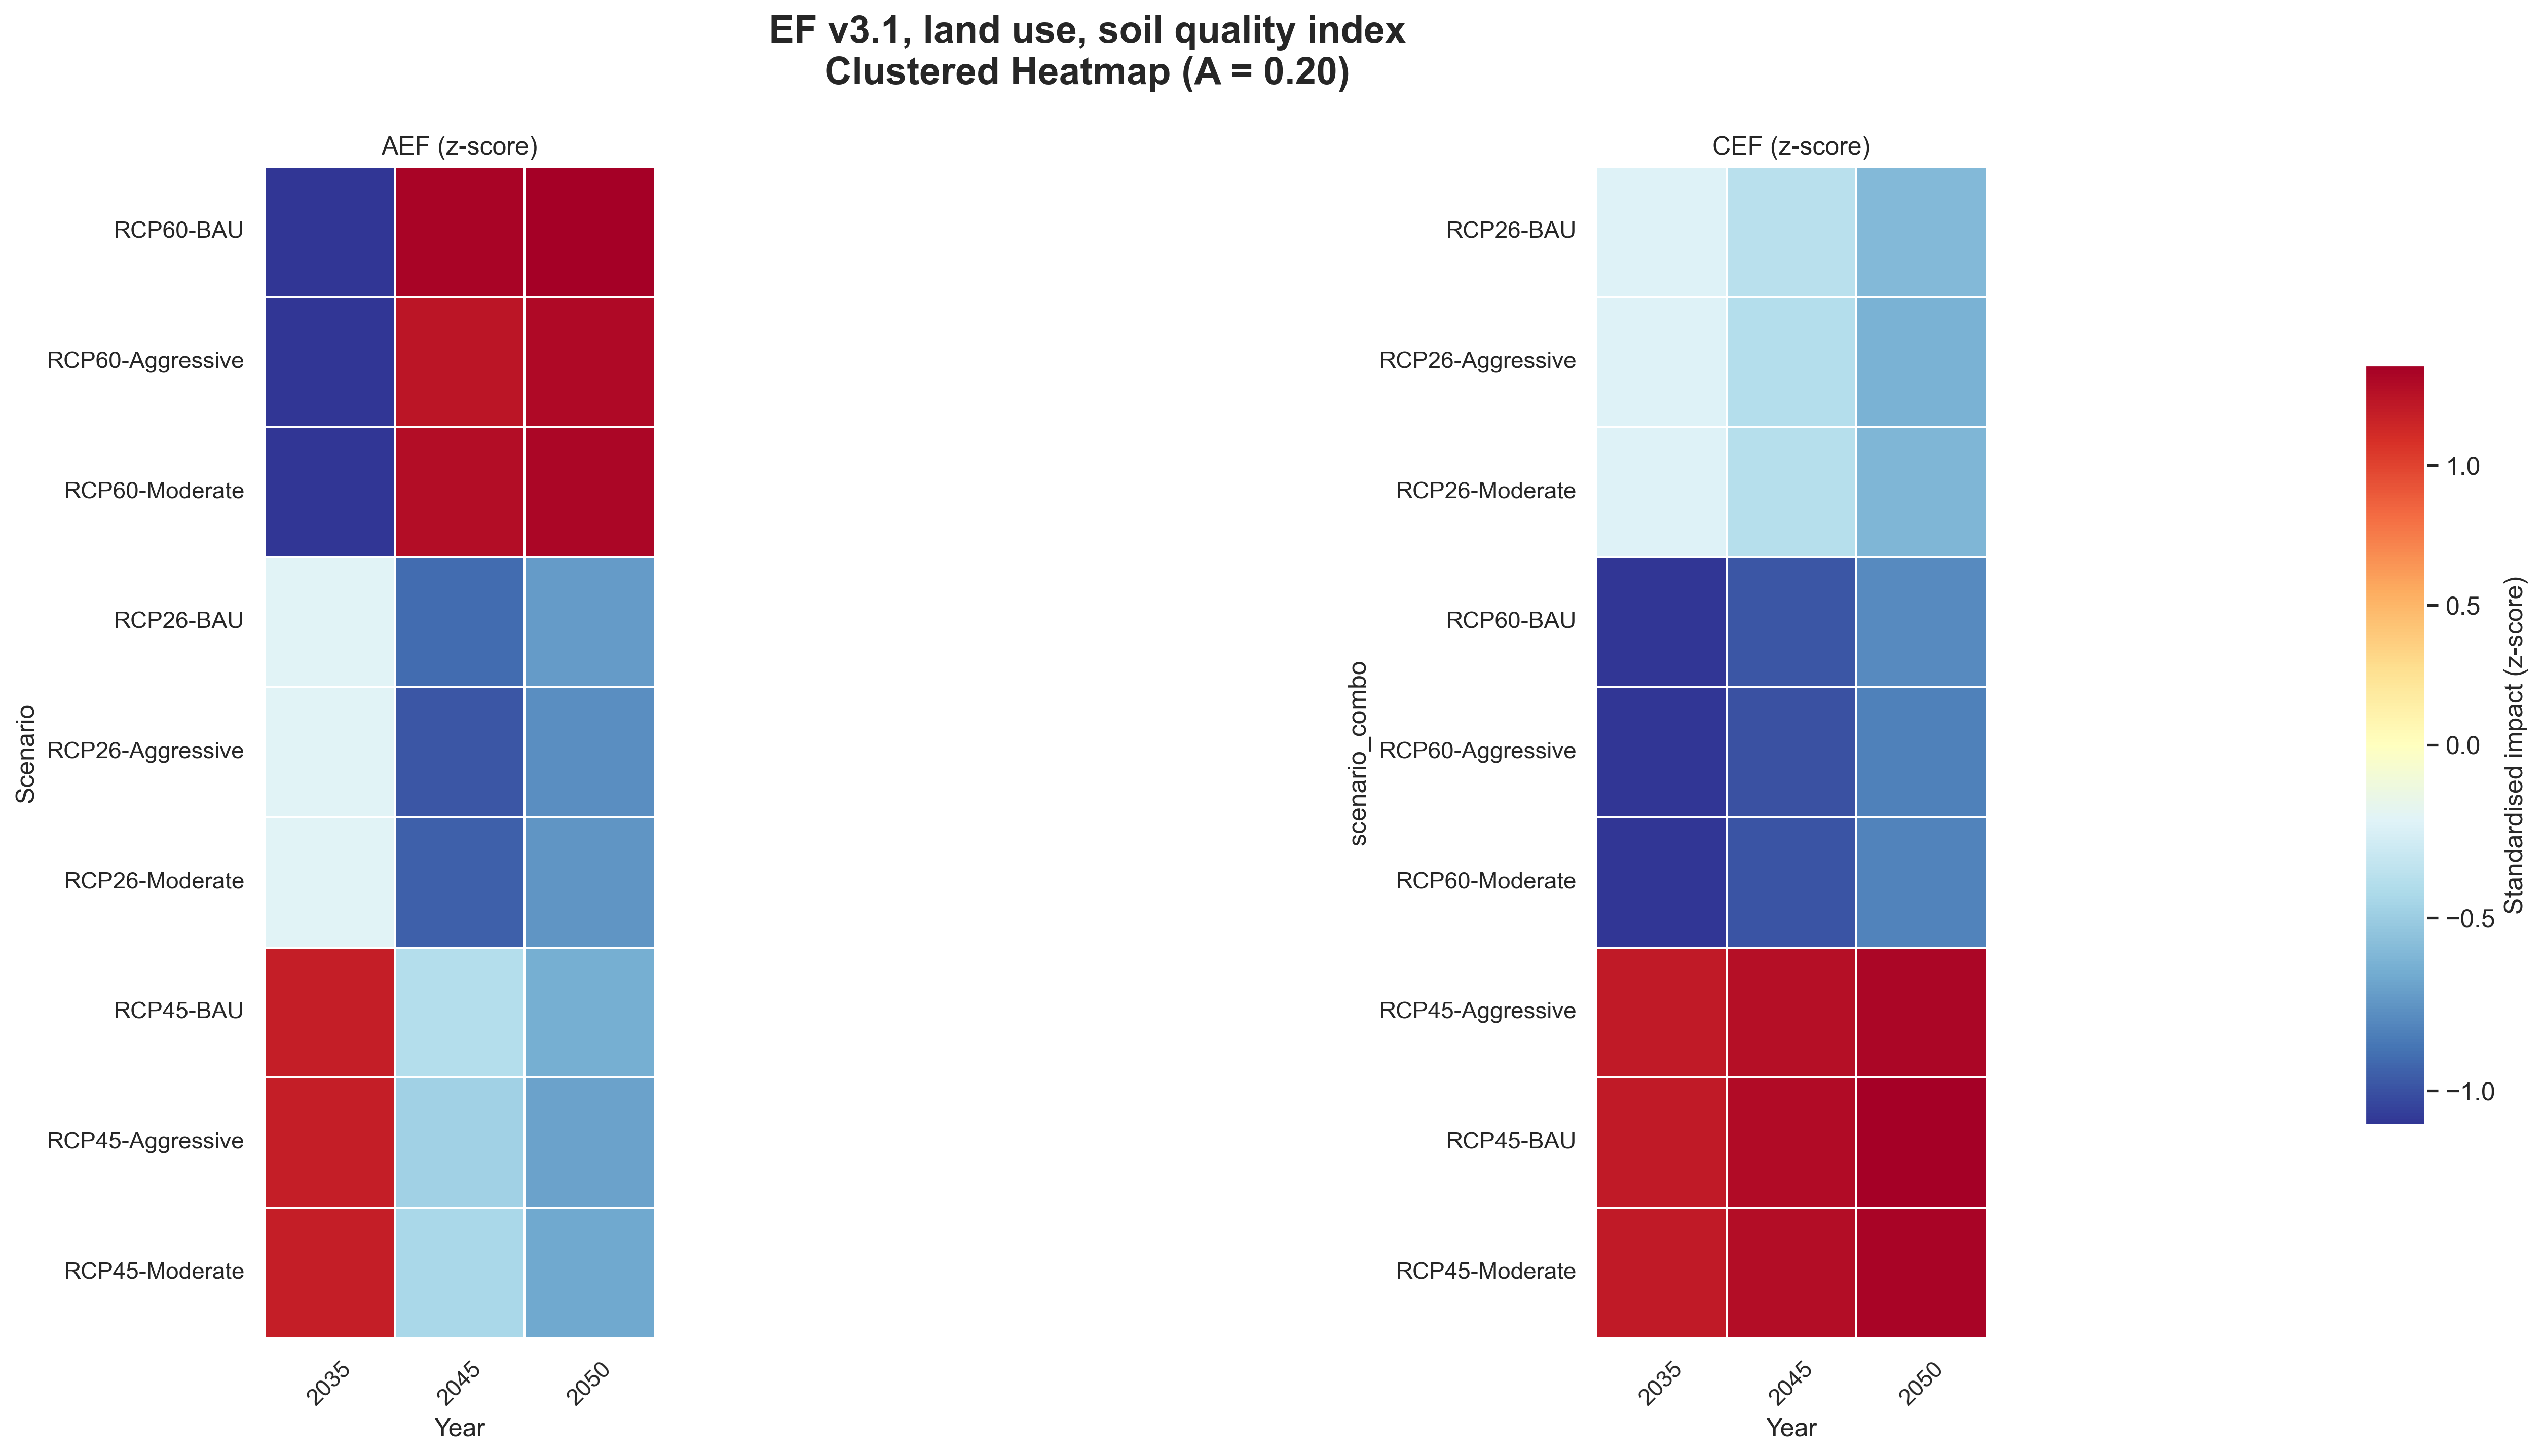 EF v3.1, land use, soil quality index
Clustered Heatmap (A = 0.20)
AEF (z-score)
Scenario
RCP60-BAU
RCP60-Aggressive
RCP60-Moderate
RCP26-BAU
RCP26-Aggressive
RCP26-Moderate
RCP45-BAU
RCP45-Aggressive
RCP45-Moderate
2035
2045
2050
Year
CEF (z-score)
scenario_combo
RCP26-BAU
RCP26-Aggressive
RCP26-Moderate
RCP60-BAU
RCP60-Aggressive
RCP60-Moderate
RCP45-Aggressive
RCP45-BAU
RCP45-Moderate
2035
2045
2050
Year
1.0
0.5
0.0
−0.5
−1.0
Standardised impact (z-score)